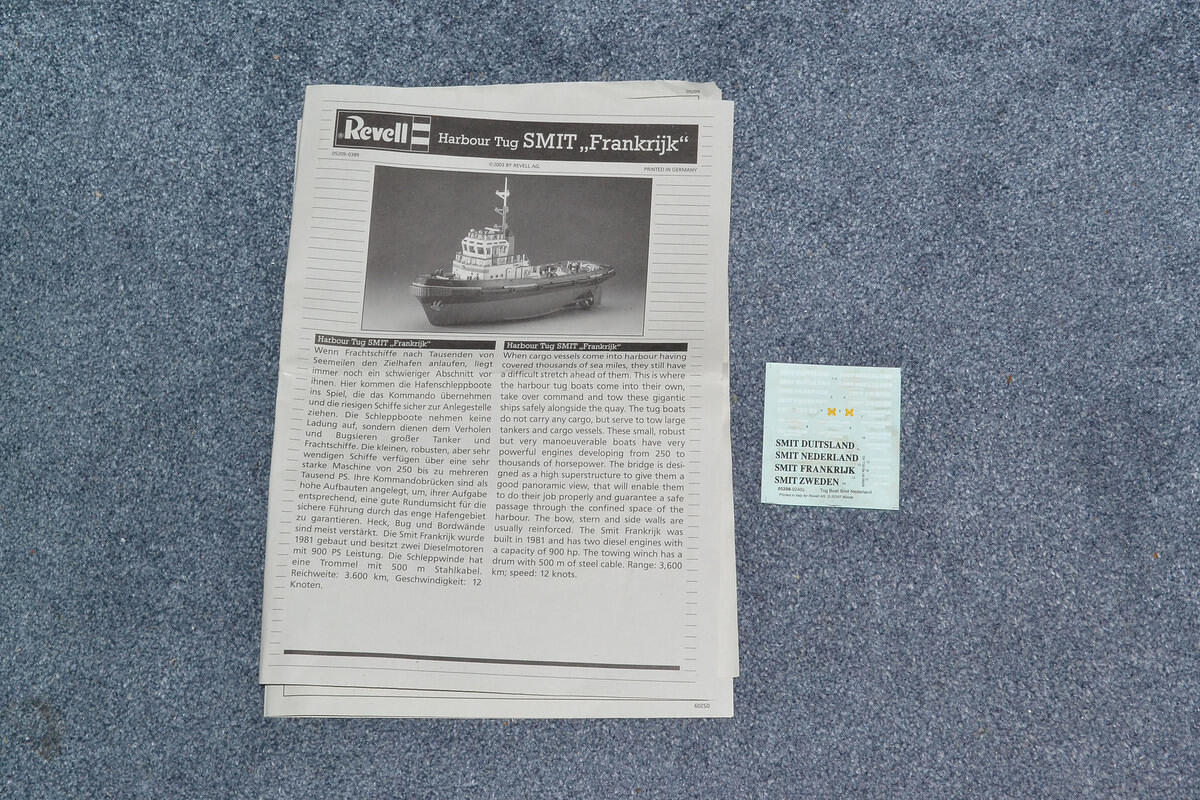 05209
Revell
Harbour Tug SMIT „Frankrijk“
05209-0389
©2003 BY REVELL AG.
PRINTED IN GERMANY
Harbour Tug SMIT „Frankrijk“
Wenn Frachtschiffe nach Tausenden von
Seemeilen den Zielhafen anlaufen, liegt
immer noch ein schwieriger Abschnitt vor
ihnen. Hier kommen die Hafenschleppboote
ins Spiel, die das Kommando übernehmen
und die riesigen Schiffe sicher zur Anlegestelle
ziehen. Die Schleppboote nehmen keine
Ladung auf, sondern dienen dem Verholen
und Bugsieren großer Tanker und
Frachtschiffe. Die kleinen, robusten, aber sehr
wendigen Schiffe verfügen über eine sehr
starke Maschine von 250 bis zu mehreren
Tausend PS. Ihre Kommandobrücken sind als
hohe Aufbauten angelegt, um, ihrer Aufgabe
entsprechend, eine gute Rundumsicht für die
sichere Führung durch das enge Hafengebiet
zu garantieren. Heck, Bug und Bordwände
sind meist verstärkt. Die Smit Frankrijk wurde
1981 gebaut und besitzt zwei Dieselmotoren
mit 900 PS Leistung. Die Schleppwinde hat
eine Trommel mit 500 m Stahlkabel.
Reichweite: 3.600 km, Geschwindigkeit: 12
Knoten.
Harbour Tug SMIT „Frankrijk“
When cargo vessels come into harbour having
covered thousands of sea miles, they still have
a difficult stretch ahead of them. This is where
the harbour tug boats come into their own,
take over command and tow these gigantic
ships safely alongside the quay. The tug boats
do not carry any cargo, but serve to tow large
tankers and cargo vessels. These small, robust
but very manoeuverable boats have very
powerful engines developing from 250 to
thousands of horsepower. The bridge is desi-
gned as a high superstructure to give them a
good panoramic view, that will enable them
to do their job properly and guarantee a safe
passage through the confined space of the
harbour. The bow, stern and side walls are
usually reinforced. The Smit Frankrijk was
built in 1981 and has two diesel engines with
a capacity of 900 hp. The towing winch has a
drum with 500 m of steel cable. Range: 3,600
km; speed: 12 knots.
05209
SMIT DUITSLAND
SMIT NEDERLAND
SMIT FRANKRIJK
SMIT ZWEDEN
Tug Boat Smit Nederland